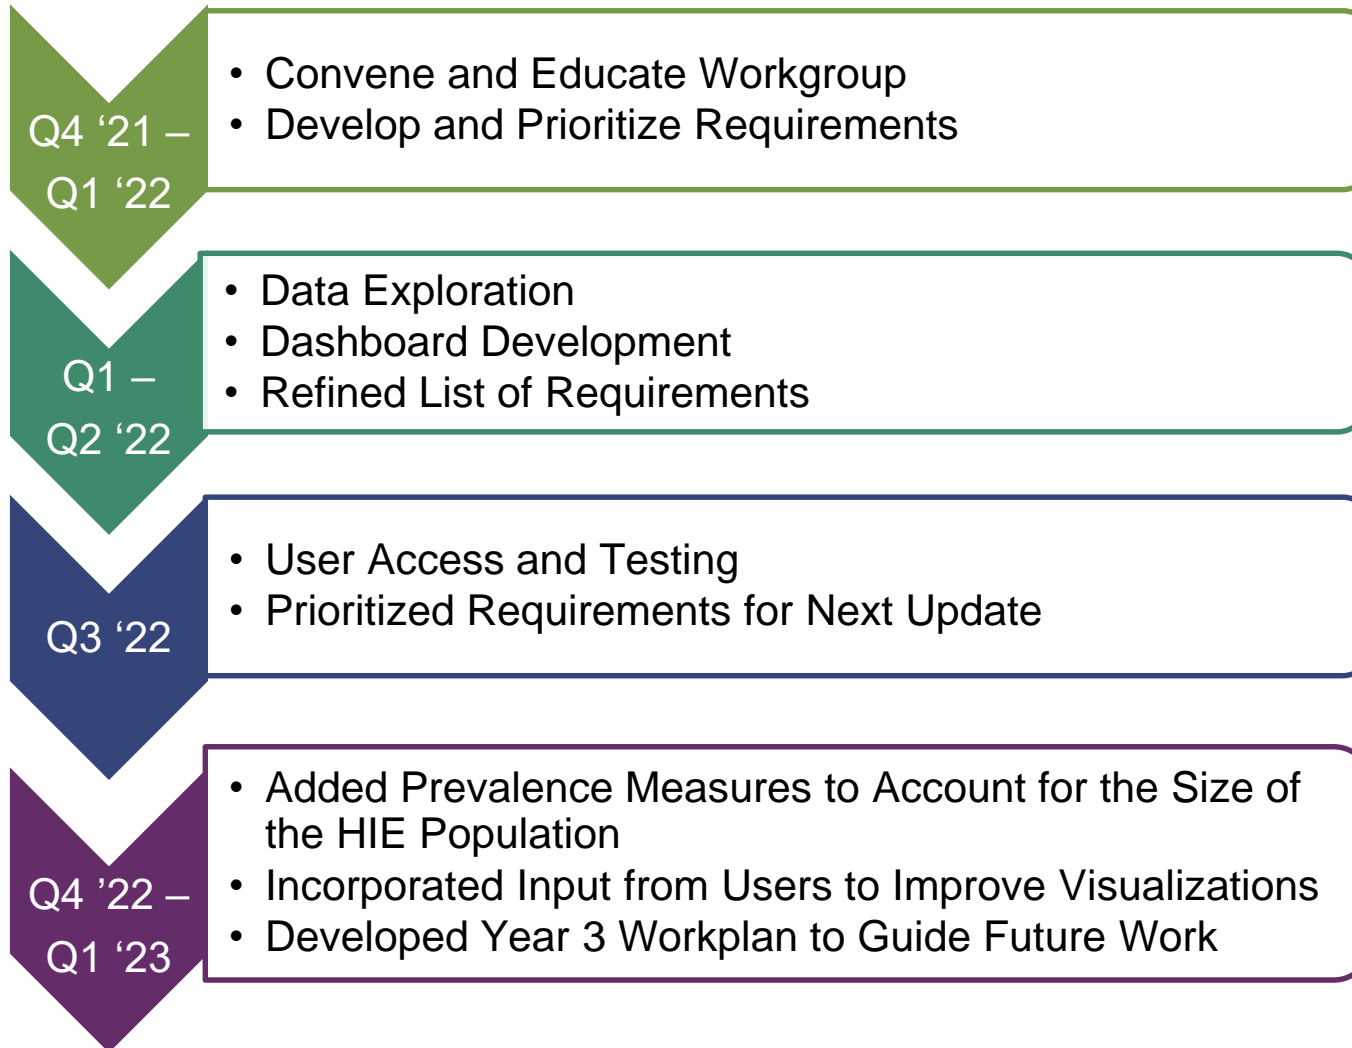 Q4 ‘21 –
Q1 ‘22
• Convene and Educate Workgroup
• Develop and Prioritize Requirements
Q1 –
Q2 ‘22
• Data Exploration
• Dashboard Development
• Refined List of Requirements
Q3 ‘22
• User Access and Testing
• Prioritized Requirements for Next Update
Q4 ’22 –
Q1 ‘23
• Added Prevalence Measures to Account for the Size of
the HIE Population
• Incorporated Input from Users to Improve Visualizations
• Developed Year 3 Workplan to Guide Future Work